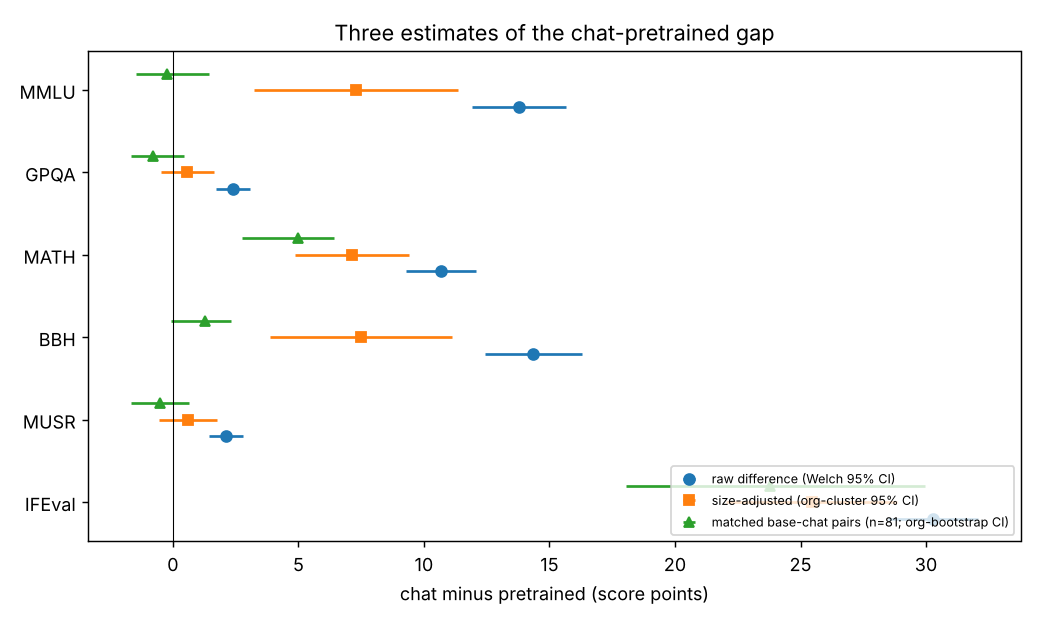 Three estimates of the chat-pretrained gap
MMLU
GPQA
MATH
BBH
MUSR
IFEval
raw difference (Welch 95% CI)
size-adjusted (org-cluster 95% CI)
matched base-chat pairs (n=81; org-bootstrap CI)
0 5 10 15 20 25 30
chat minus pretrained (score points)